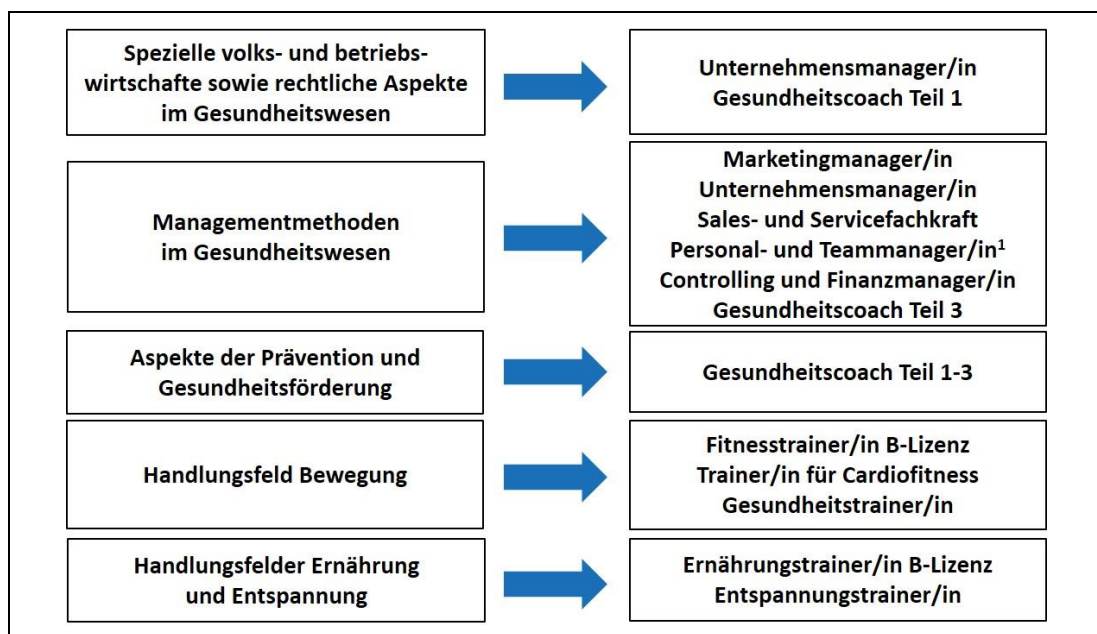 Spezielle volks- und betriebs-
wirtschafte sowie rechtliche Aspekte
im Gesundheitswesen
Unternehmensmanager/in
Gesundheitscoach Teil 1
Managementmethoden
im Gesundheitswesen
Marketingmanager/in
Unternehmensmanager/in
Sales- und Servicefachkraft
Personal- und Teammanager/in¹
Controlling und Finanzmanager/in
Gesundheitscoach Teil 3
Aspekte der Prävention und
Gesundheitsförderung
Gesundheitscoach Teil 1-3
Handlungsfeld Bewegung
Fitnesstrainer/in B-Lizenz
Trainer/in für Cardiofitness
Gesundheitstrainer/in
Handlungsfelder Ernährung
und Entspannung
Ernährungstrainer/in B-Lizenz
Entspannungstrainer/in